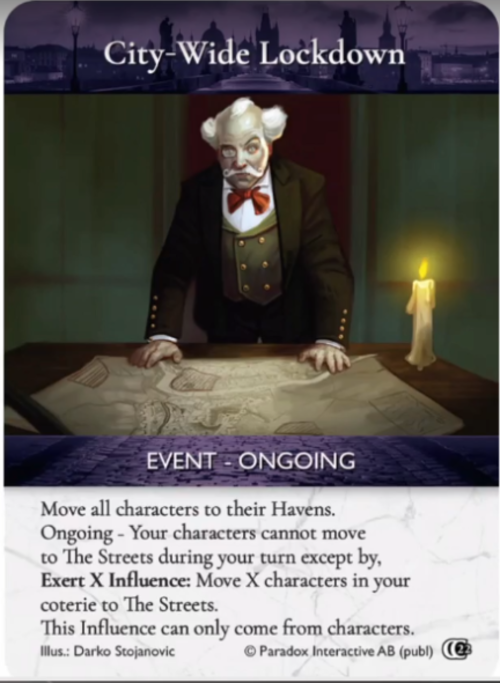 City-Wide Lockdown
EVENT - ONGOING
Move all characters to their Havens.
Ongoing - Your characters cannot move
to The Streets during your turn except by,
Exert X Influence: Move X characters in your
coterie to The Streets.
This Influence can only come from characters.
Illus.: Darko Stojanovic © Paradox Interactive AB (publ)